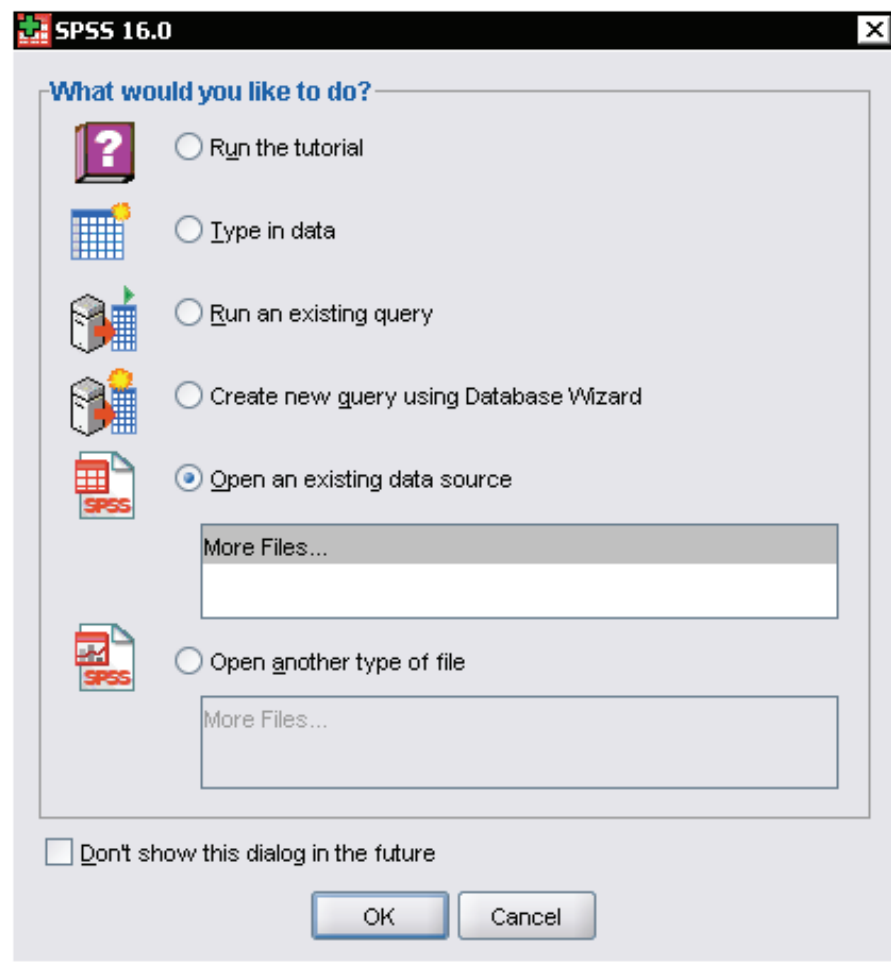 SPSS 16.0
What would you like to do?
?
Run the tutorial
Type in data
Run an existing query
Create new query using Database Wizard
SPSS
Open an existing data source
More Files...
SPSS
Open another type of file
More Files...
Don't show this dialog in the future
OK
Cancel